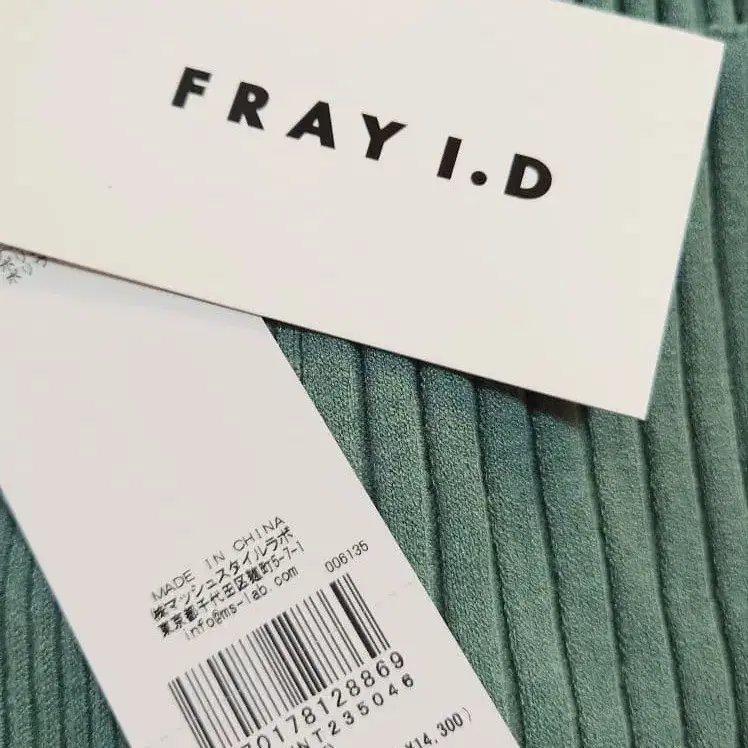 FRAY I.D
MADE IN CHINA
㈱マッシュスタイルラボ
東京都千代田区麹町5-7-1
info@ms-lab.com
006135
70178128869
NT235046
¥14,300)